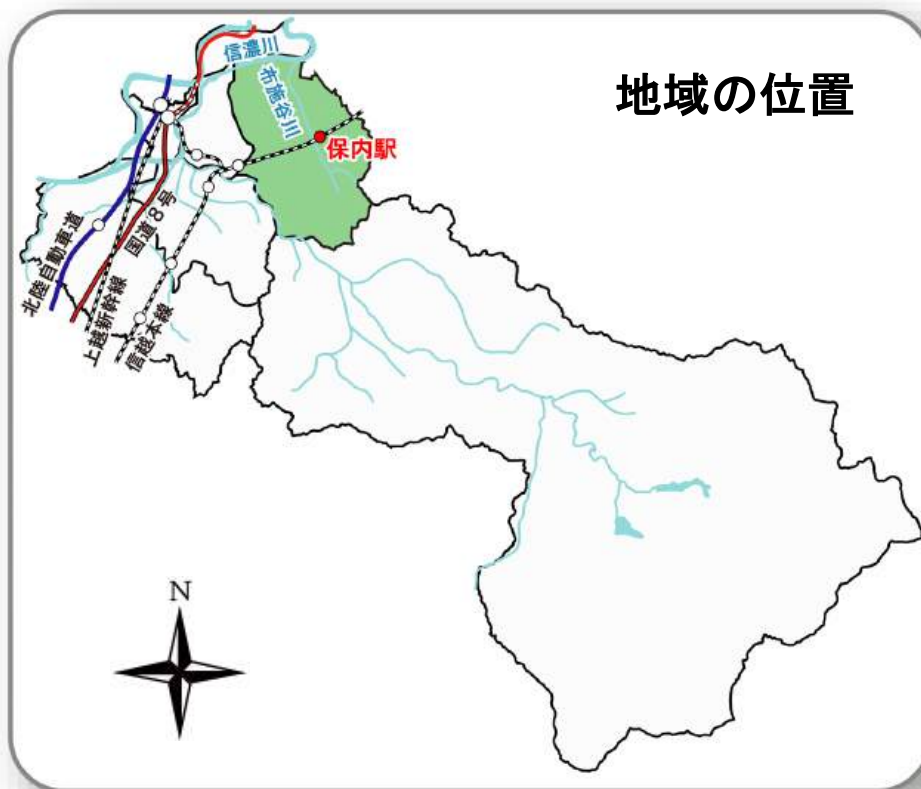 地域の位置
信濃川
布施谷川
保内駅
北陸自動車道
国道8号
上越新幹線
信越本線
N